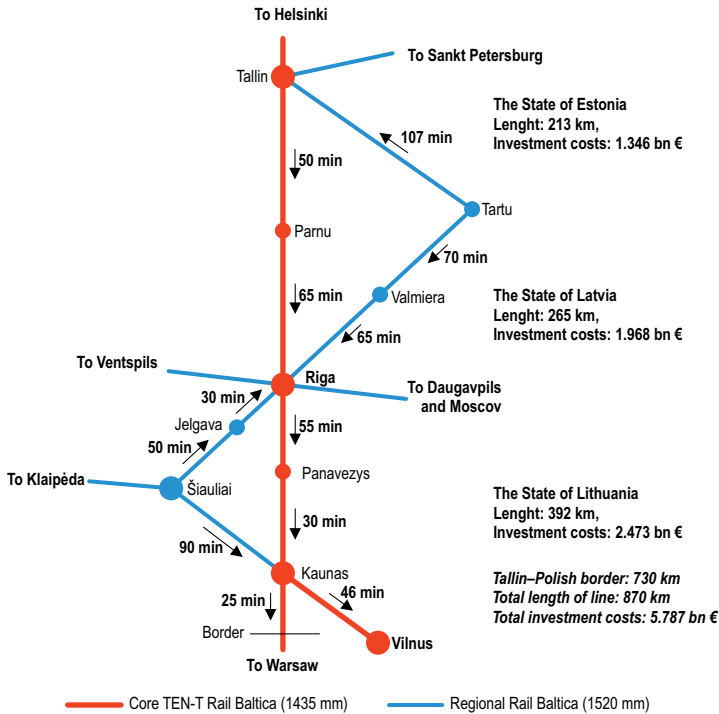 To Helsinki
To Sankt Petersburg
Tallin
The State of Estonia
Lenght: 213 km,
Investment costs: 1.346 bn €
107 min
50 min
Tartu
Parnu
70 min
65 min
Valmiera
The State of Latvia
Lenght: 265 km,
Investment costs: 1.968 bn €
65 min
To Ventspils
Riga
To Daugavpils
and Moscov
30 min
Jelgava
55 min
50 min
Panavezys
To Klaipėda
Šiauliai
The State of Lithuania
Lenght: 392 km,
Investment costs: 2.473 bn €
30 min
90 min
Kaunas
Tallin–Polish border: 730 km
Total length of line: 870 km
Total investment costs: 5.787 bn €
25 min
46 min
Border
Vilnus
To Warsaw
Core TEN-T Rail Baltica (1435 mm)
Regional Rail Baltica (1520 mm)